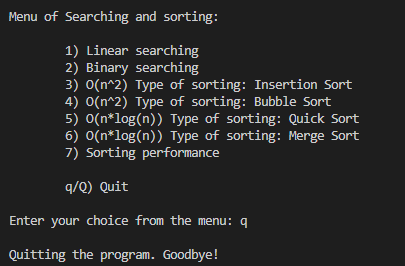 Menu of Searching and sorting:
1) Linear searching
2) Binary searching
3) O(n^2) Type of sorting: Insertion Sort
4) O(n^2) Type of sorting: Bubble Sort
5) O(n*log(n)) Type of sorting: Quick Sort
6) O(n*log(n)) Type of sorting: Merge Sort
7) Sorting performance
q/Q) Quit
Enter your choice from the menu: q
Quitting the program. Goodbye!